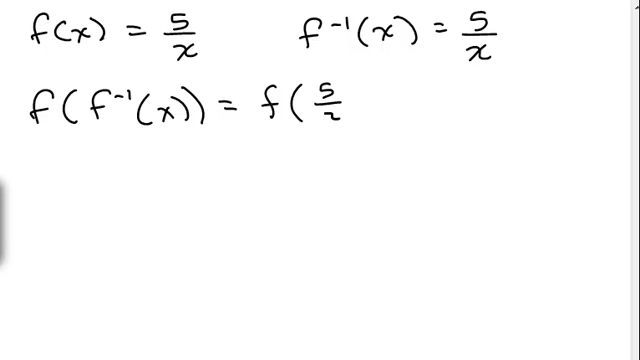 f(x) = 5/x    f⁻¹(x) = 5/x
f(f⁻¹(x)) = f(5/